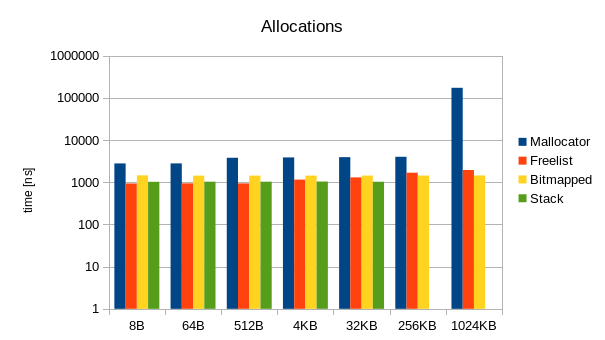 Allocations
time [ns]
1000000
100000
10000
1000
100
10
1
8B 64B 512B 4KB 32KB 256KB 1024KB
Mallocator
Freelist
Bitmapped
Stack